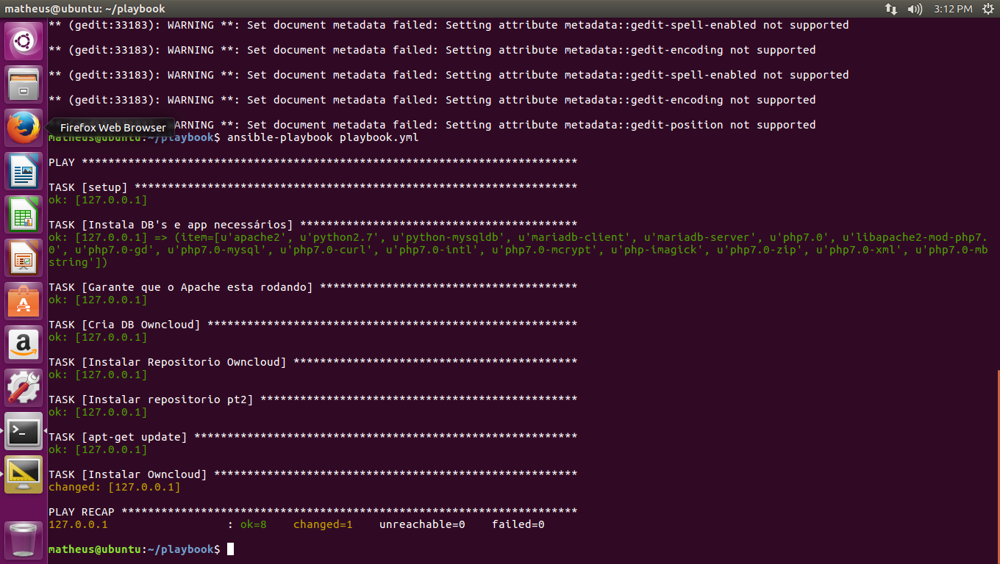 matheus@ubuntu: ~/playbook
3:12 PM
** (gedit:33183): WARNING **: Set document metadata failed: Setting attribute metadata::gedit-spell-enabled not supported
** (gedit:33183): WARNING **: Set document metadata failed: Setting attribute metadata::gedit-encoding not supported
** (gedit:33183): WARNING **: Set document metadata failed: Setting attribute metadata::gedit-spell-enabled not supported
** (gedit:33183): WARNING **: Set document metadata failed: Setting attribute metadata::gedit-encoding not supported
Firefox Web Browser
WARNING **: Set document metadata failed: Setting attribute metadata::gedit-position not supported
matheus@ubuntu:~/playbook$ ansible-playbook playbook.yml
PLAY ***************************************************************************
TASK [setup] *******************************************************************
ok: [127.0.0.1]
TASK [Instala DB's e app necessários] ******************************************
ok: [127.0.0.1] => (item=[u'apache2', u'python2.7', u'python-mysqldb', u'mariadb-client', u'mariadb-server', u'php7.0', u'libapache2-mod-php7.
0', u'php7.0-gd', u'php7.0-mysql', u'php7.0-curl', u'php7.0-intl', u'php7.0-mcrypt', u'php-imagick', u'php7.0-zip', u'php7.0-xml', u'php7.0-mb
string'])
TASK [Garante que o Apache esta rodando] ***************************************
ok: [127.0.0.1]
TASK [Cria DB Owncloud] ********************************************************
ok: [127.0.0.1]
TASK [Instalar Repositorio Owncloud] *******************************************
ok: [127.0.0.1]
TASK [Instalar repositorio pt2] ************************************************
ok: [127.0.0.1]
TASK [apt-get update] **********************************************************
ok: [127.0.0.1]
TASK [Instalar Owncloud] *******************************************************
changed: [127.0.0.1]
PLAY RECAP *********************************************************************
127.0.0.1                  : ok=8    changed=1    unreachable=0    failed=0
matheus@ubuntu:~/playbook$